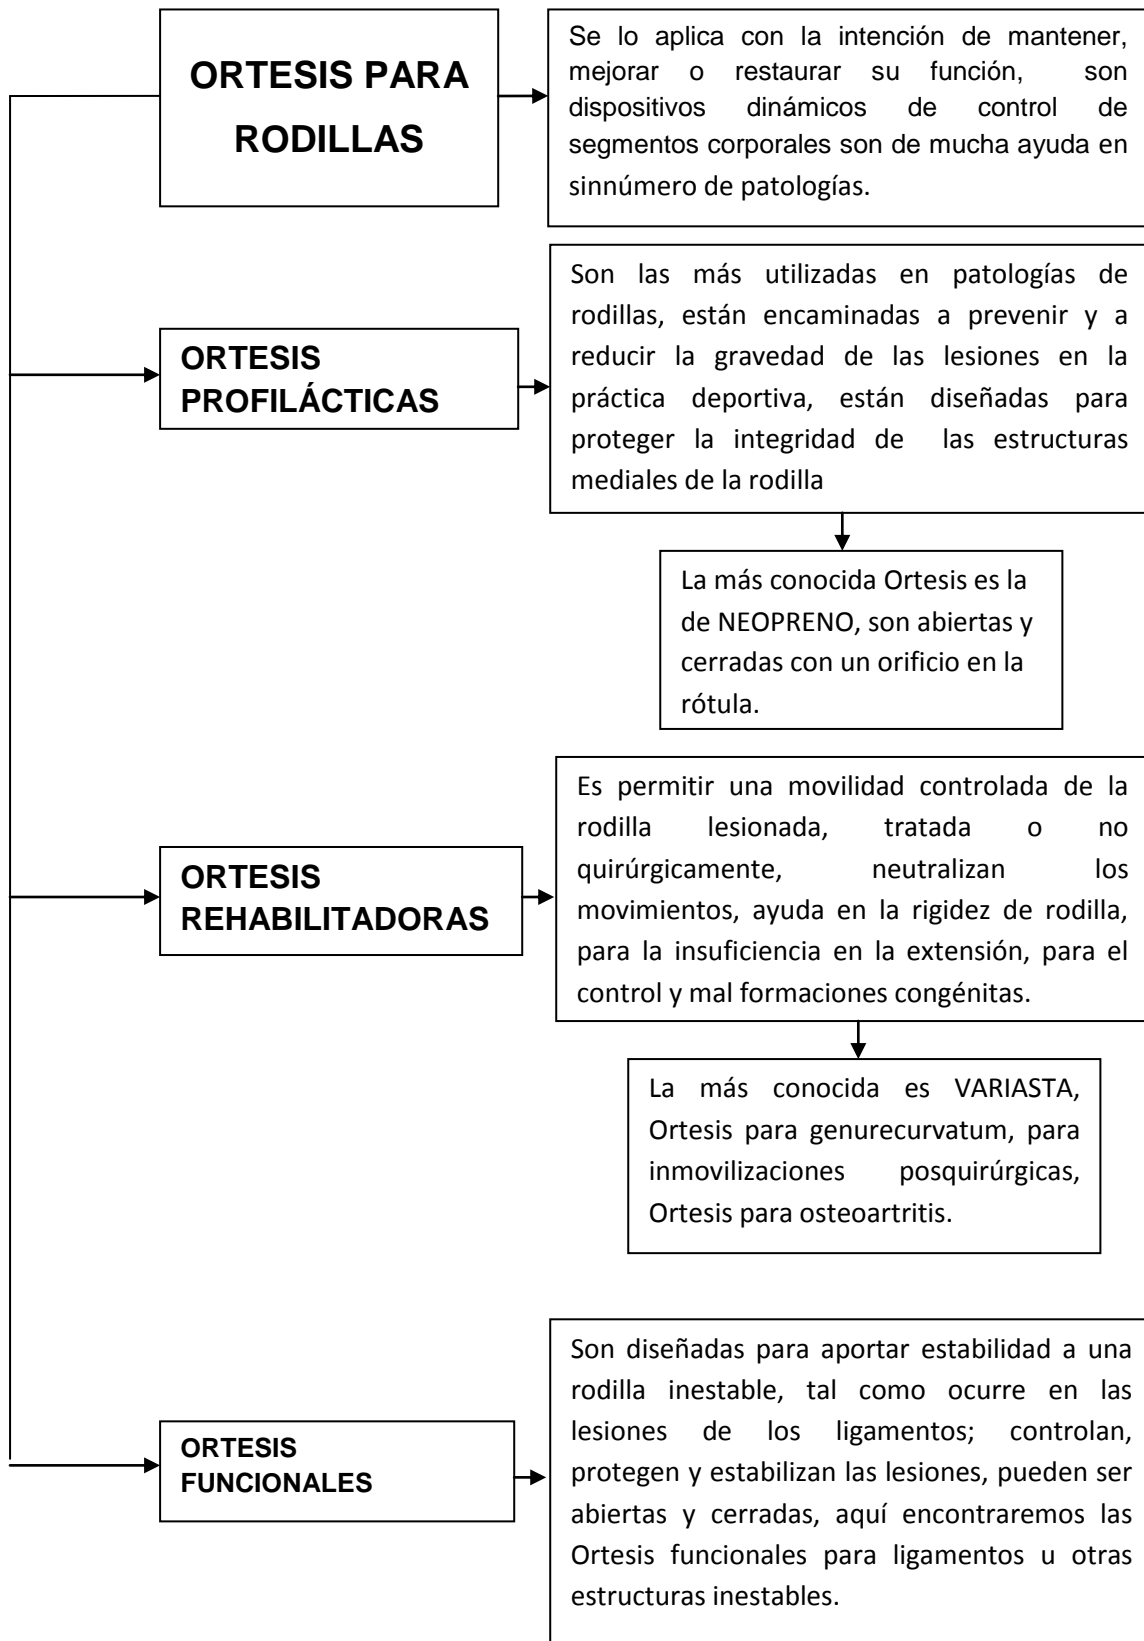 ORTESIS PARA
RODILLAS
Se lo aplica con la intención de mantener,
mejorar o restaurar su función, son
dispositivos dinámicos de control de
segmentos corporales son de mucha ayuda en
sinnúmero de patologías.
ORTESIS
PROFILÁCTICAS
Son las más utilizadas en patologías de
rodillas, están encaminadas a prevenir y a
reducir la gravedad de las lesiones en la
práctica deportiva, están diseñadas para
proteger la integridad de las estructuras
mediales de la rodilla
La más conocida Ortesis es la
de NEOPRENO, son abiertas y
cerradas con un orificio en la
rótula.
ORTESIS
REHABILITADORAS
Es permitir una movilidad controlada de la
rodilla lesionada, tratada o no
quirúrgicamente, neutralizan los
movimientos, ayuda en la rigidez de rodilla,
para la insuficiencia en la extensión, para el
control y mal formaciones congénitas.
La más conocida es VARIASTA,
Ortesis para genurecurvatum, para
inmovilizaciones posquirúrgicas,
Ortesis para osteoartritis.
ORTESIS
FUNCIONALES
Son diseñadas para aportar estabilidad a una
rodilla inestable, tal como ocurre en las
lesiones de los ligamentos; controlan,
protegen y estabilizan las lesiones, pueden ser
abiertas y cerradas, aquí encontraremos las
Ortesis funcionales para ligamentos u otras
estructuras inestables.